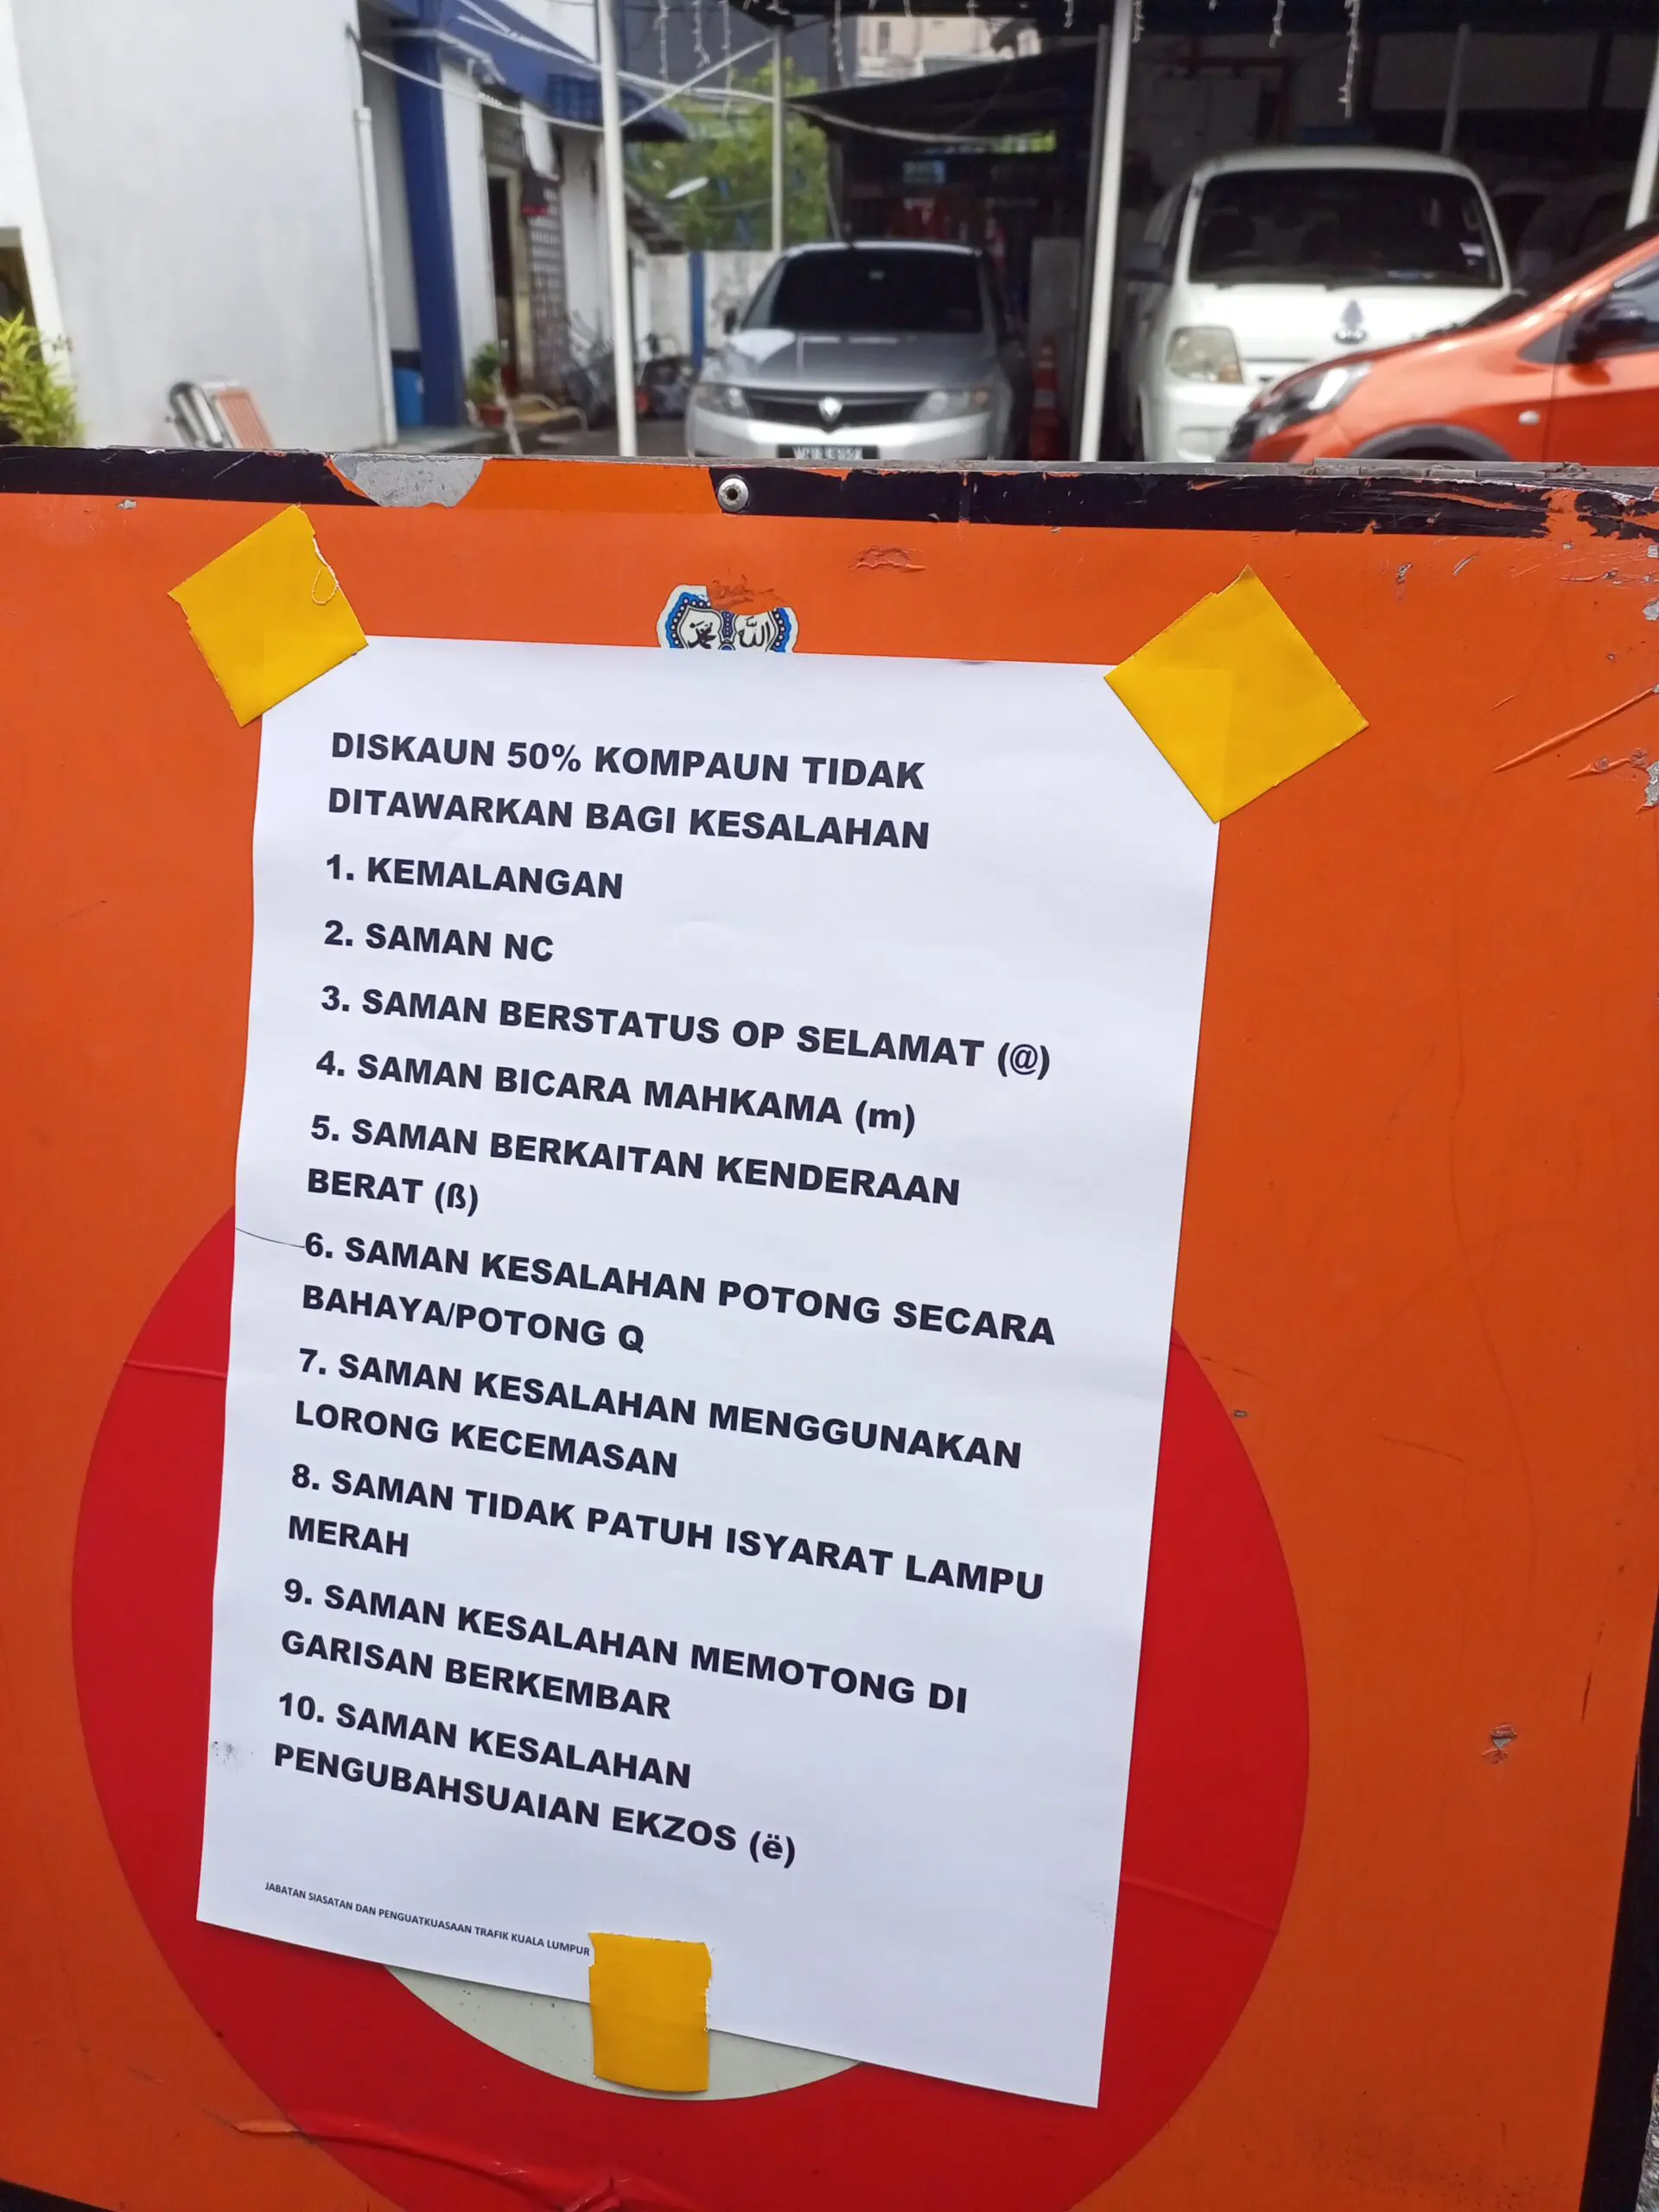 الله
محمد
DISKAUN 50% KOMPAUN TIDAK
DITAWARKAN BAGI KESALAHAN
1. KEMALANGAN
2. SAMAN NC
3. SAMAN BERSTATUS OP SELAMAT (@)
4. SAMAN BICARA MAHKAMA (m)
5. SAMAN BERKAITAN KENDERAAN
BERAT (ß)
6. SAMAN KESALAHAN POTONG SECARA
BAHAYA/POTONG Q
7. SAMAN KESALAHAN MENGGUNAKAN
LORONG KECEMASAN
8. SAMAN TIDAK PATUH ISYARAT LAMPU
MERAH
9. SAMAN KESALAHAN MEMOTONG DI
GARISAN BERKEMBAR
10. SAMAN KESALAHAN
PENGUBAHSUAIAN EKZOS (ë)
JABATAN SIASATAN DAN PENGUATKUASAAN TRAFIK KUALA LUMPUR